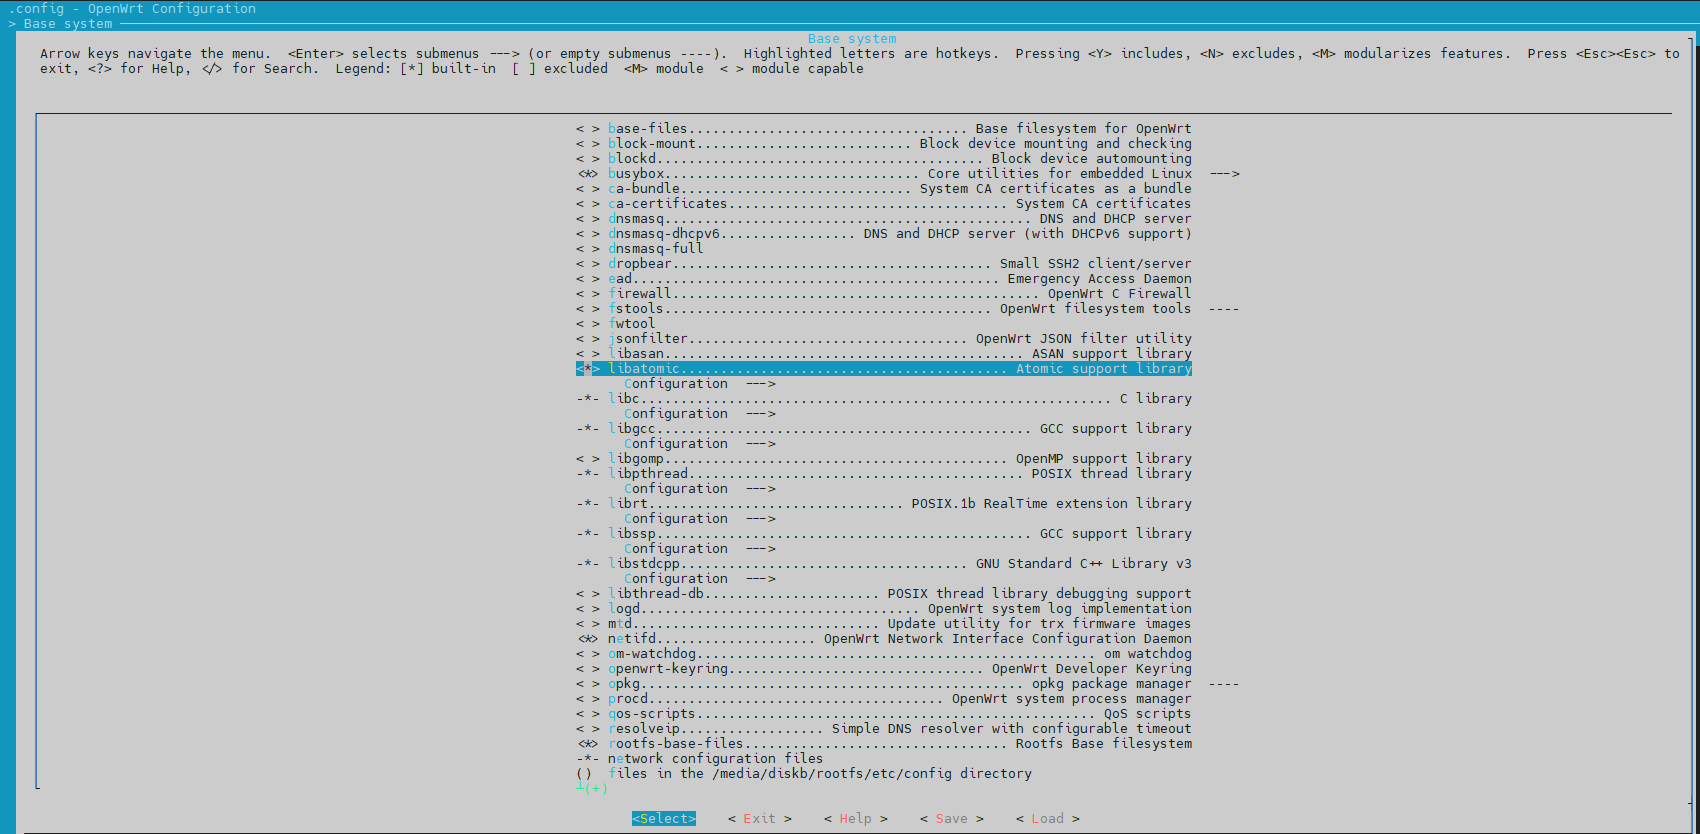 .config - OpenWrt Configuration
> Base system
Base system
Arrow keys navigate the menu.  <Enter> selects submenus ---> (or empty submenus ----).  Highlighted letters are hotkeys.  Pressing <Y> includes, <N> excludes, <M> modularizes features.  Press <Esc><Esc> to
exit, <?> for Help, </> for Search.  Legend: [*] built-in  [ ] excluded  <M> module  < > module capable
< > base-files................................... Base filesystem for OpenWrt
< > block-mount........................... Block device mounting and checking
< > blockd......................................... Block device automounting
<*> busybox................................. Core utilities for embedded Linux  --->
< > ca-bundle............................. System CA certificates as a bundle
< > ca-certificates................................... System CA certificates
< > dnsmasq.............................................. DNS and DHCP server
< > dnsmasq-dhcpv6................. DNS and DHCP server (with DHCPv6 support)
< > dnsmasq-full
< > dropbear........................................ Small SSH2 client/server
< > ead.............................................. Emergency Access Daemon
< > firewall.............................................. OpenWrt C Firewall
< > fstools......................................... OpenWrt filesystem tools  ----
< > fwtool
< > jsonfilter................................... OpenWrt JSON filter utility
< > libasan............................................. ASAN support library
<*> libatomic......................................... Atomic support library
Configuration  --->
-*- libc........................................................... C library
Configuration  --->
-*- libgcc............................................... GCC support library
Configuration  --->
< > libgomp........................................... OpenMP support library
-*- libpthread.......................................... POSIX thread library
Configuration  --->
-*- librt................................ POSIX.1b RealTime extension library
Configuration  --->
-*- libssp............................................... GCC support library
Configuration  --->
-*- libstdcpp.................................... GNU Standard C++ Library v3
Configuration  --->
< > libthread-db...................... POSIX thread library debugging support
< > logd................................... OpenWrt system log implementation
< > mtd............................... Update utility for trx firmware images
<*> netifd.................... OpenWrt Network Interface Configuration Daemon
< > om-watchdog.................................................. om watchdog
< > openwrt-keyring................................ OpenWrt Developer Keyring
< > opkg................................................ opkg package manager  ----
< > procd..................................... OpenWrt system process manager
< > qos-scripts.................................................. QoS scripts
< > resolveip.................. Simple DNS resolver with configurable timeout
<*> rootfs-base-files................................. Rootfs Base filesystem
-*- network configuration files
()  files in the /media/diskb/rootfs/etc/config directory
┴(+)
<Select>    < Exit >    < Help >    < Save >    < Load >